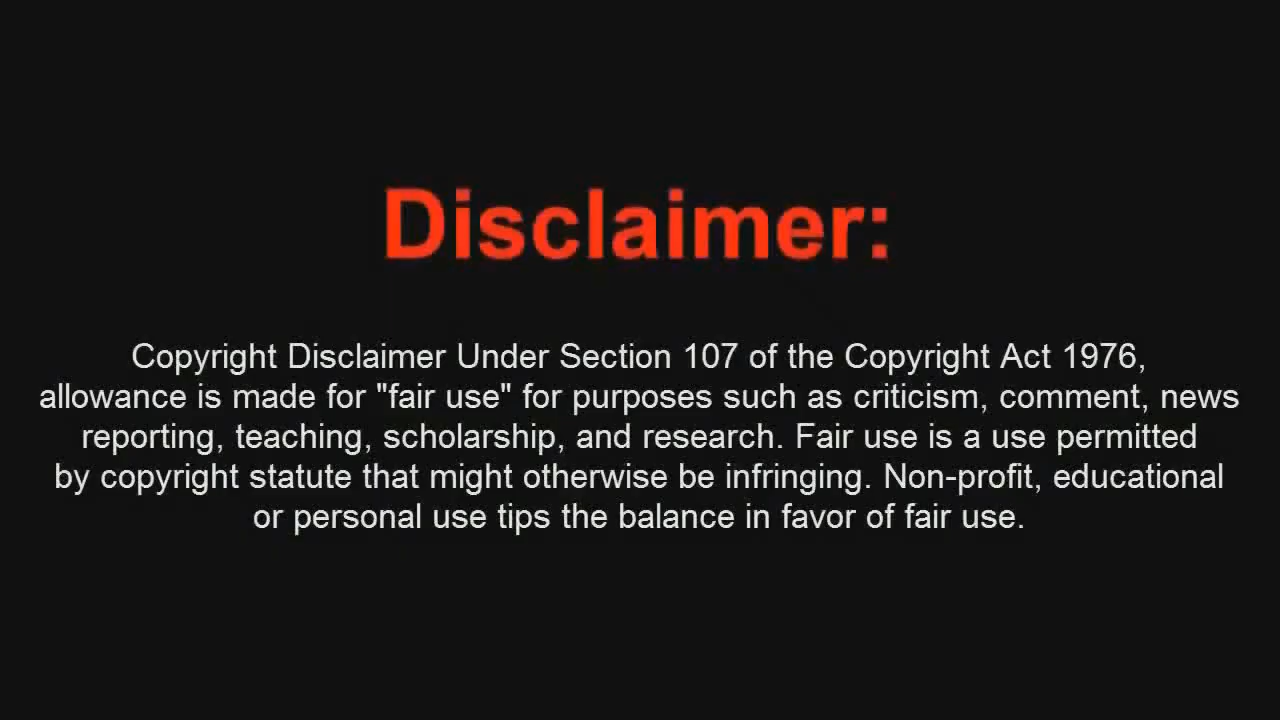 Disclaimer:
Copyright Disclaimer Under Section 107 of the Copyright Act 1976,
allowance is made for "fair use" for purposes such as criticism, comment, news
reporting, teaching, scholarship, and research. Fair use is a use permitted
by copyright statute that might otherwise be infringing. Non-profit, educational
or personal use tips the balance in favor of fair use.